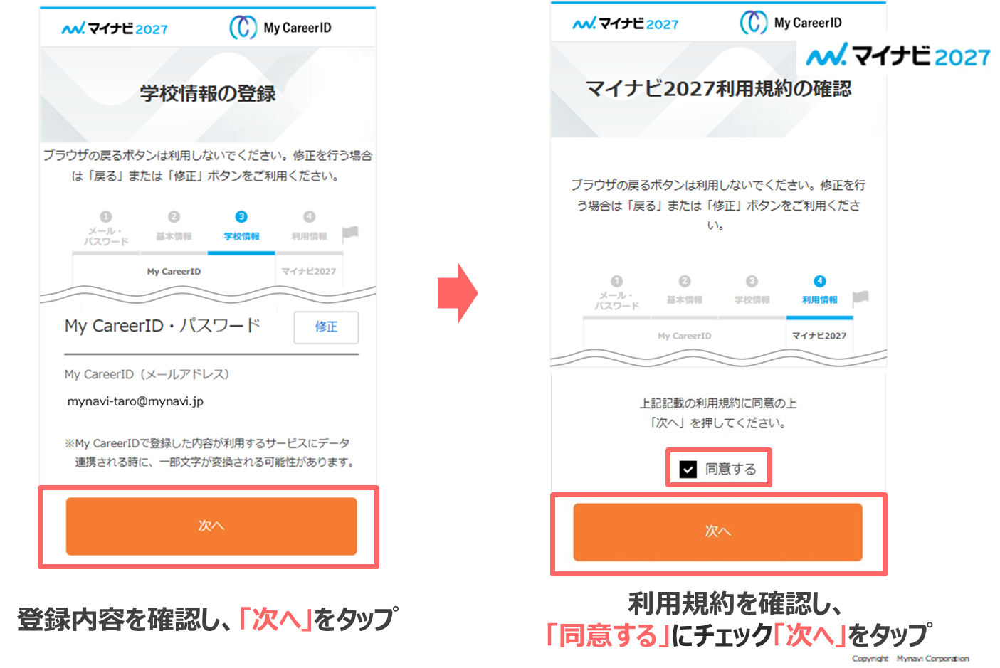 マイナビ2027
My CareerID
学校情報の登録
ブラウザの戻るボタンは利用しないでください。修正を行う場合
は「戻る」または「修正」ボタンをご利用ください。
1
メール・
パスワード
2
基本情報
3
学校情報
4
利用情報
My CareerID
マイナビ2027
My CareerID・パスワード
修正
My CareerID（メールアドレス）
mynavi-taro@mynavi.jp
※My CareerIDで登録した内容が利用するサービスにデータ
連携される時に、一部文字が変換される可能性があります。
次へ
登録内容を確認し、「次へ」をタップ
マイナビ2027
My CareerID
マイナビ2027
マイナビ2027利用規約の確認
ブラウザの戻るボタンは利用しないでください。修正を行
う場合は「戻る」または「修正」ボタンをご利用くださ
い。
1
メール・
パスワード
2
基本情報
3
学校情報
4
利用情報
My CareerID
マイナビ2027
上記記載の利用規約に同意の上
「次へ」を押してください。
同意する
次へ
利用規約を確認し、
「同意する」にチェック「次へ」をタップ
Copyright Mynavi Corporation